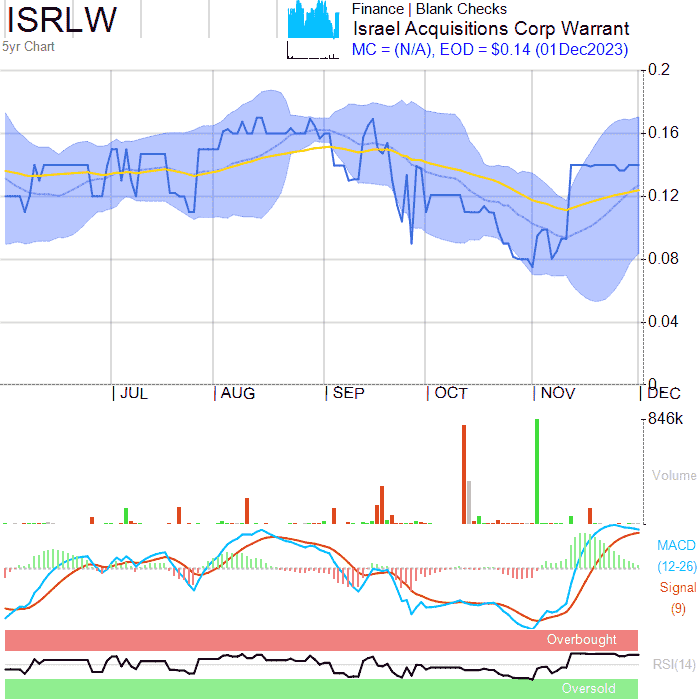 ISRLW
5yr Chart
Finance | Blank Checks
Israel Acquisitions Corp Warrant
MC = (N/A), EOD = $0.14 (01Dec2023)
0.2
0.16
0.12
0.08
0.04
0
JUL AUG SEP OCT NOV DEC
846k
Volume
MACD
(12-26)
Signal
(9)
Overbought
RSI(14)
Oversold